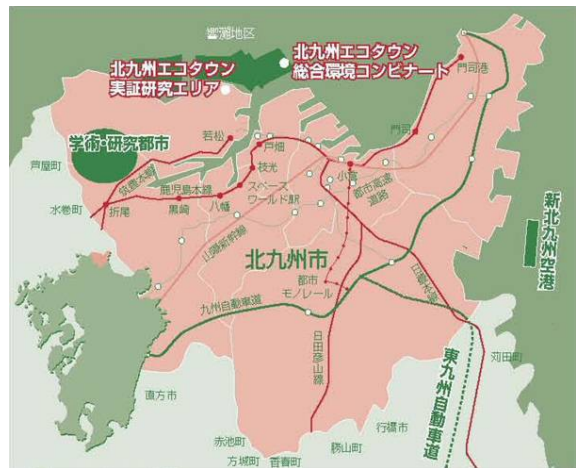 響灘地区
北九州エコタウン
実証研究エリア
北九州エコタウン
総合環境コンビナート
門司港
学術・研究都市
若松
戸畑
門司
芦屋町
筑豊本線
枝光
小倉
鹿児島本線
スペース
ワールド駅
都市高速
道路
水巻町
折尾
黒崎
八幡
山陽新幹線
北九州市
新北九州空港
都市
モノレール
日豊本線
九州自動車道
日田彦山線
東九州自動車道
苅田町
直方市
行橋市
赤池町
勝山町
方城町
香春町